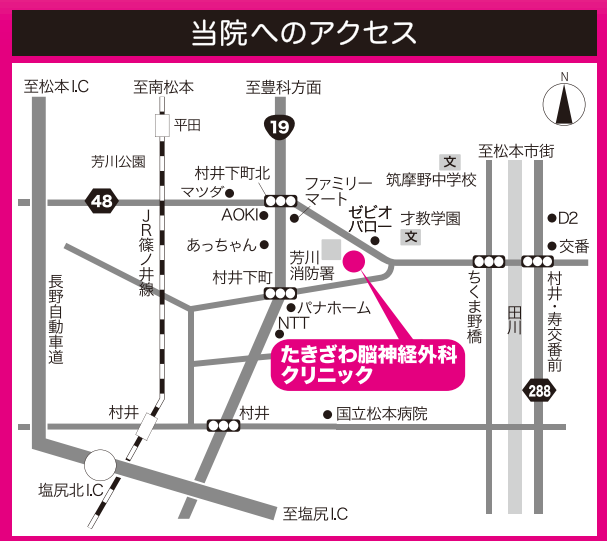 当院へのアクセス
至松本I.C
至南松本
至豊科方面
N
19
平田
至松本市街
文
芳川公園
村井下町北
ファミリー
マート
筑摩野中学校
マツダ
48
AOKI
ゼビオ
バロー
才教学園
文
D2
JR篠ノ井線
あっちゃん
芳川
消防署
交番
長野自動車道
村井下町
ちくま野橋
田川
村井・寿交番前
パナホーム
NTT
たきざわ脳神経外科
クリニック
288
村井
村井
国立松本病院
塩尻北I.C
至塩尻I.C